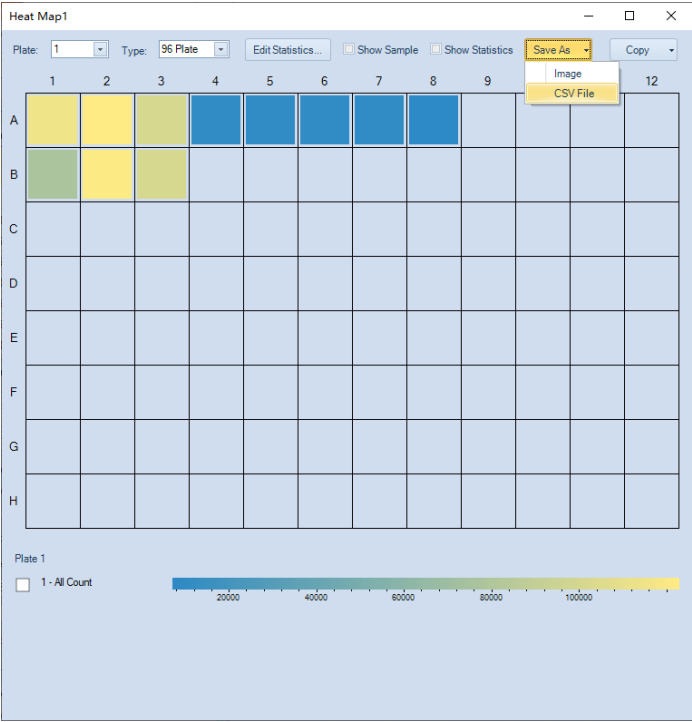 Heat Map1
Plate: 1 Type: 96 Plate Edit Statistics... Show Sample Show Statistics Save As Copy
Image
CSV File
1 2 3 4 5 6 7 8 9 12
A
B
C
D
E
F
G
H
Plate 1
1 - All Count
20000 40000 60000 80000 100000